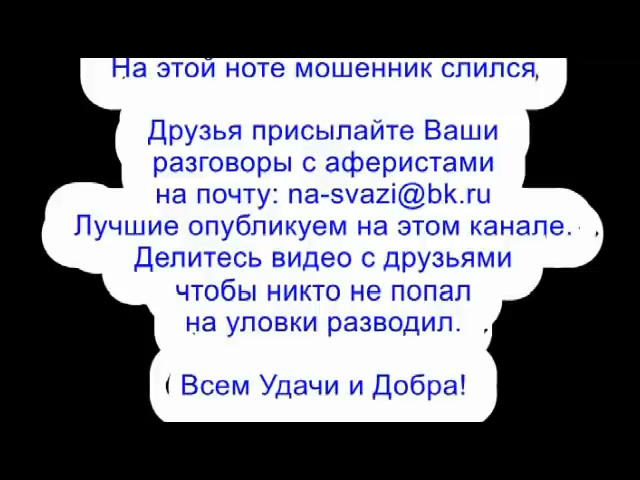 На этой ноте мошенник слился,
Друзья присылайте Ваши
разговоры с аферистами
на почту: na-svazi@bk.ru
Лучшие опубликуем на этом канале.
Делитесь видео с друзьями
чтобы никто не попал
на уловки разводил.
Всем Удачи и Добра!